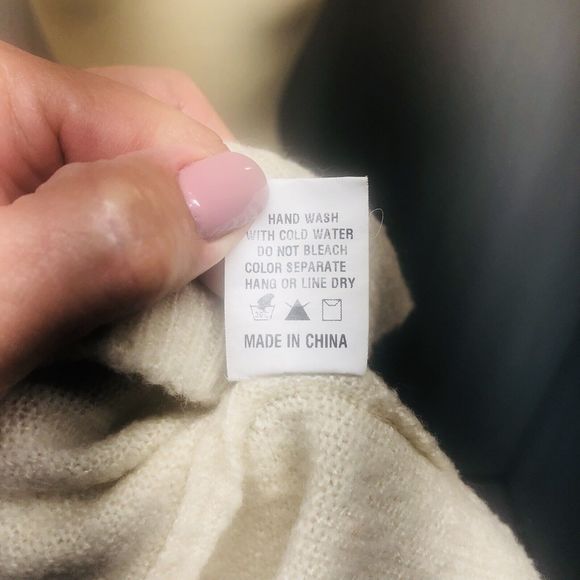 HAND WASH
WITH COLD WATER
DO NOT BLEACH
COLOR SEPARATE
HANG OR LINE DRY
MADE IN CHINA